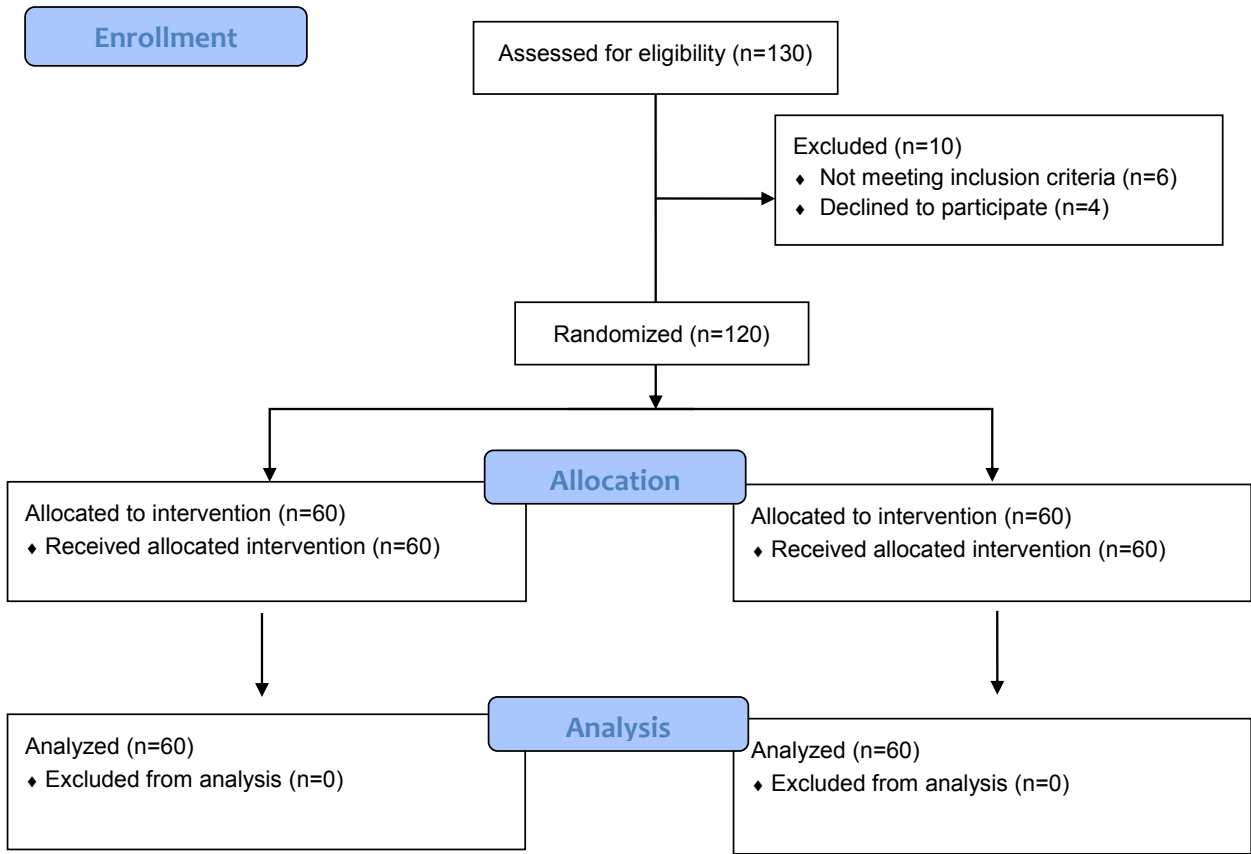 Enrollment
Assessed for eligibility (n=130)
Excluded (n=10)
♦ Not meeting inclusion criteria (n=6)
♦ Declined to participate (n=4)
Randomized (n=120)
Allocation
Allocated to intervention (n=60)
♦ Received allocated intervention (n=60)
Allocated to intervention (n=60)
♦ Received allocated intervention (n=60)
Analysis
Analyzed (n=60)
♦ Excluded from analysis (n=0)
Analyzed (n=60)
♦ Excluded from analysis (n=0)